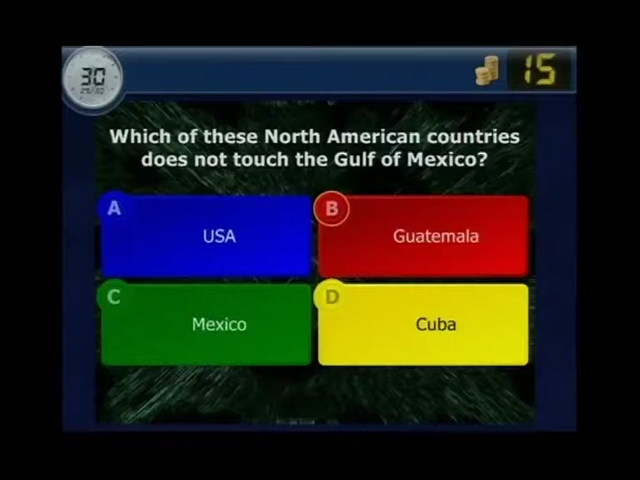 30
15
Which of these North American countries
does not touch the Gulf of Mexico?
A
USA
B
Guatemala
C
Mexico
D
Cuba